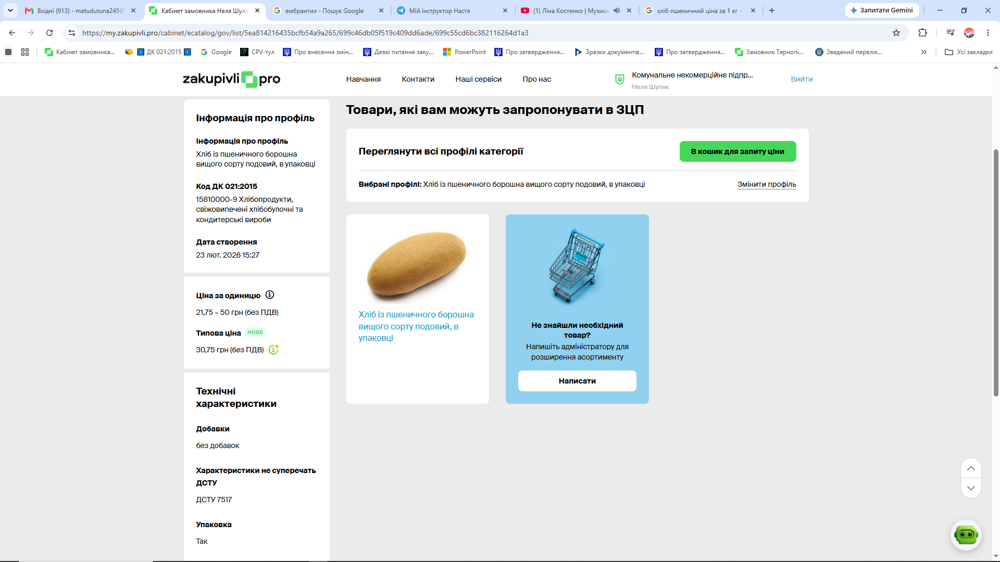 Вхідні (913) - matudutuna245@
Кабінет замовника Неля Шуля
ембрантил - Пошук Google
Мій інструктор Настя
(1) Ліна Костенко | Музика
хліб пшеничний ціна за 1 кг -
Запитати Gemini
https://my.zakupivli.pro/cabinet/ecatalog/gov/list/5ea814216435bcfb54a9a265/699c46db05f519c409dd6ade/699c55cd6bc382116264d1a3
Кабінет замовника...
ДК 021:2015
Google
CPV-тул
Про внесення змін...
Деякі питання заку...
PowerPoint
Про затвердження...
Зразки документів...
Про затвердження...
Замовник Тернопі...
Зведений перелік...
Усі закладки
zakupivli pro
Навчання
Контакти
Наші сервіси
Про нас
Комунальне некомерційне підпр...
Неля Шуляк
Вийти
Інформація про профіль
Інформація про профіль
Хліб із пшеничного борошна
вищого сорту подовий, в упаковці
Код ДК 021:2015
15810000-9 Хлібопродукти,
свіжовипечені хлібобулочні та
кондитерські вироби
Дата створення
23 лют. 2026 15:27
Ціна за одиницю
21,75 – 50 грн (без ПДВ)
Типова ціна НОВЕ
30,75 грн (без ПДВ)
Технічні
характеристики
Добавки
без добавок
Характеристики не суперечать
ДСТУ
ДСТУ 7517
Упаковка
Так
Товари, які вам можуть запропонувати в ЗЦП
Переглянути всі профілі категорії
В кошик для запиту ціни
Вибрані профілі: Хліб із пшеничного борошна вищого сорту подовий, в упаковці
Змінити профіль
Хліб із пшеничного борошна
вищого сорту подовий, в
упаковці
Не знайшли необхідний
товар?
Напишіть адміністратору для
розширення асортименту
Написати